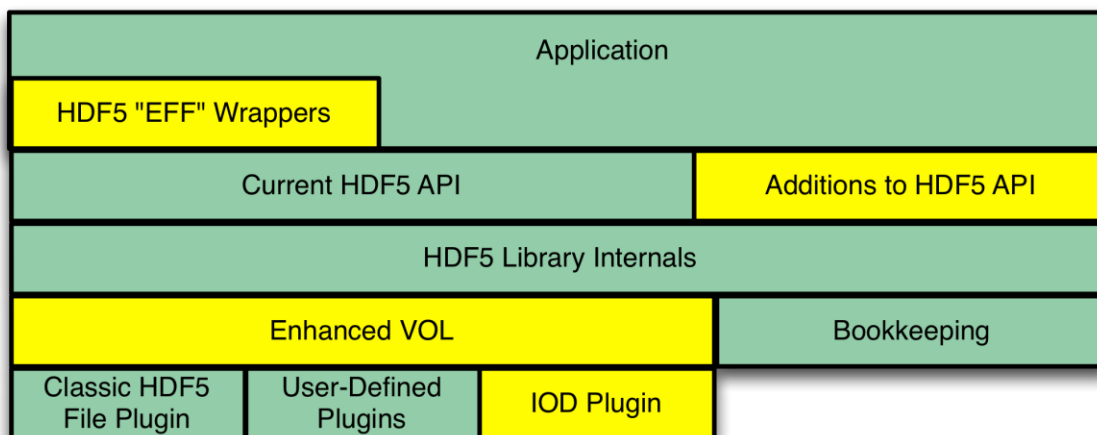 Application
HDF5 "EFF" Wrappers
Current HDF5 API
Additions to HDF5 API
HDF5 Library Internals
Enhanced VOL
Bookkeeping
Classic HDF5
File Plugin
User-Defined
Plugins
IOD Plugin